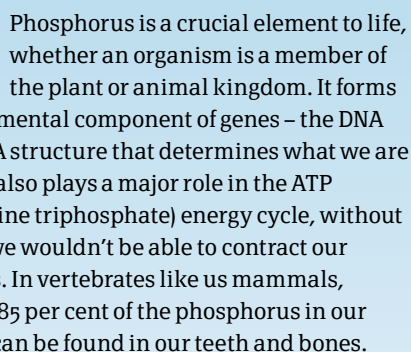 Phosphorus is a crucial element to life,
whether an organism is a member of
the plant or animal kingdom. It forms
mental component of genes – the DNA
A structure that determines what we are
also plays a major role in the ATP
ine triphosphate) energy cycle, without
we wouldn't be able to contract our
. In vertebrates like us mammals,
85 per cent of the phosphorus in our
can be found in our teeth and bones.